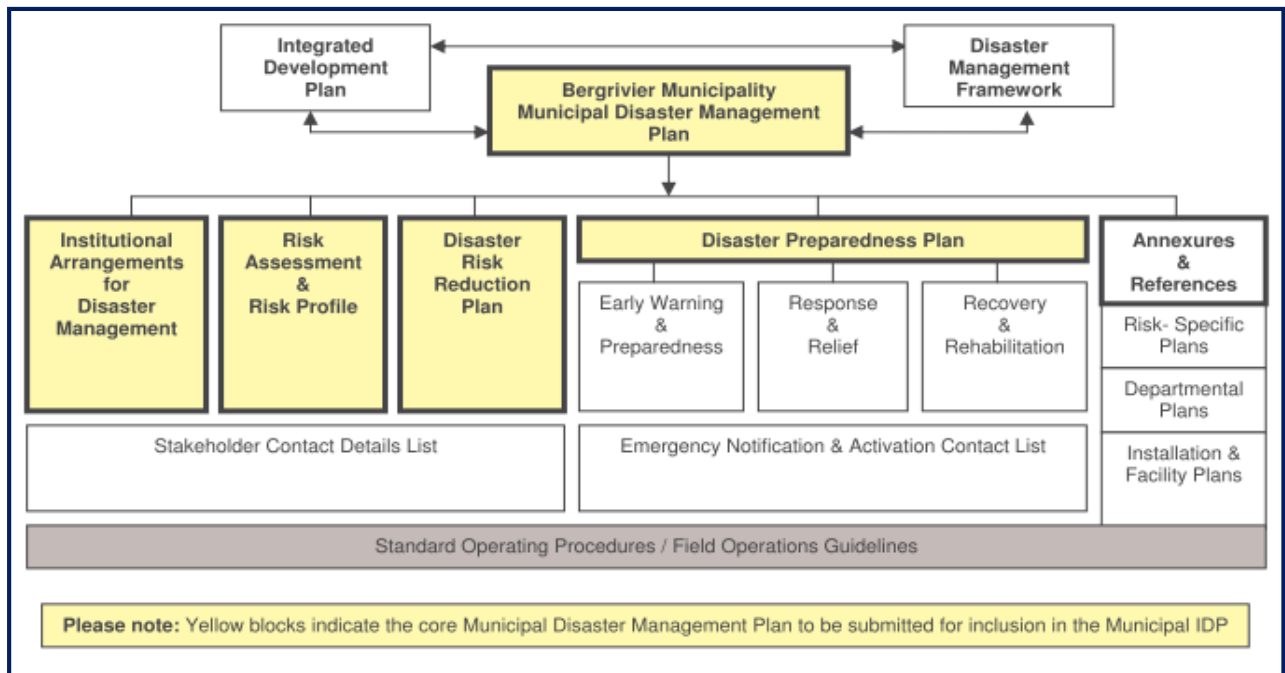 Integrated
Development
Plan
Disaster
Management
Framework
Bergrivier Municipality
Municipal Disaster Management
Plan
Institutional
Arrangements
for
Disaster
Management
Risk
Assessment
&
Risk Profile
Disaster
Risk
Reduction
Plan
Disaster Preparedness Plan
Early Warning
&
Preparedness
Response
&
Relief
Recovery
&
Rehabilitation
Annexures
&
References
Risk- Specific
Plans
Departmental
Plans
Installation &
Facility Plans
Stakeholder Contact Details List
Emergency Notification & Activation Contact List
Standard Operating Procedures / Field Operations Guidelines
Please note: Yellow blocks indicate the core Municipal Disaster Management Plan to be submitted for inclusion in the Municipal IDP